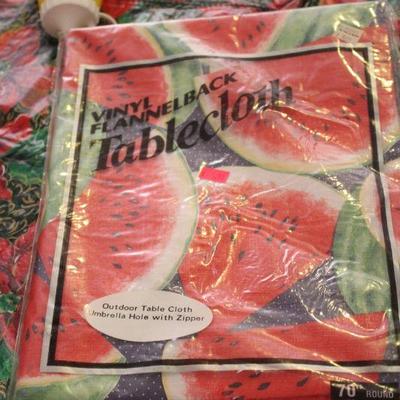 VINYL
FLANNELBACK
Tablecloth
Outdoor Table Cloth
Umbrella Hole with Zipper
70"
ROUND